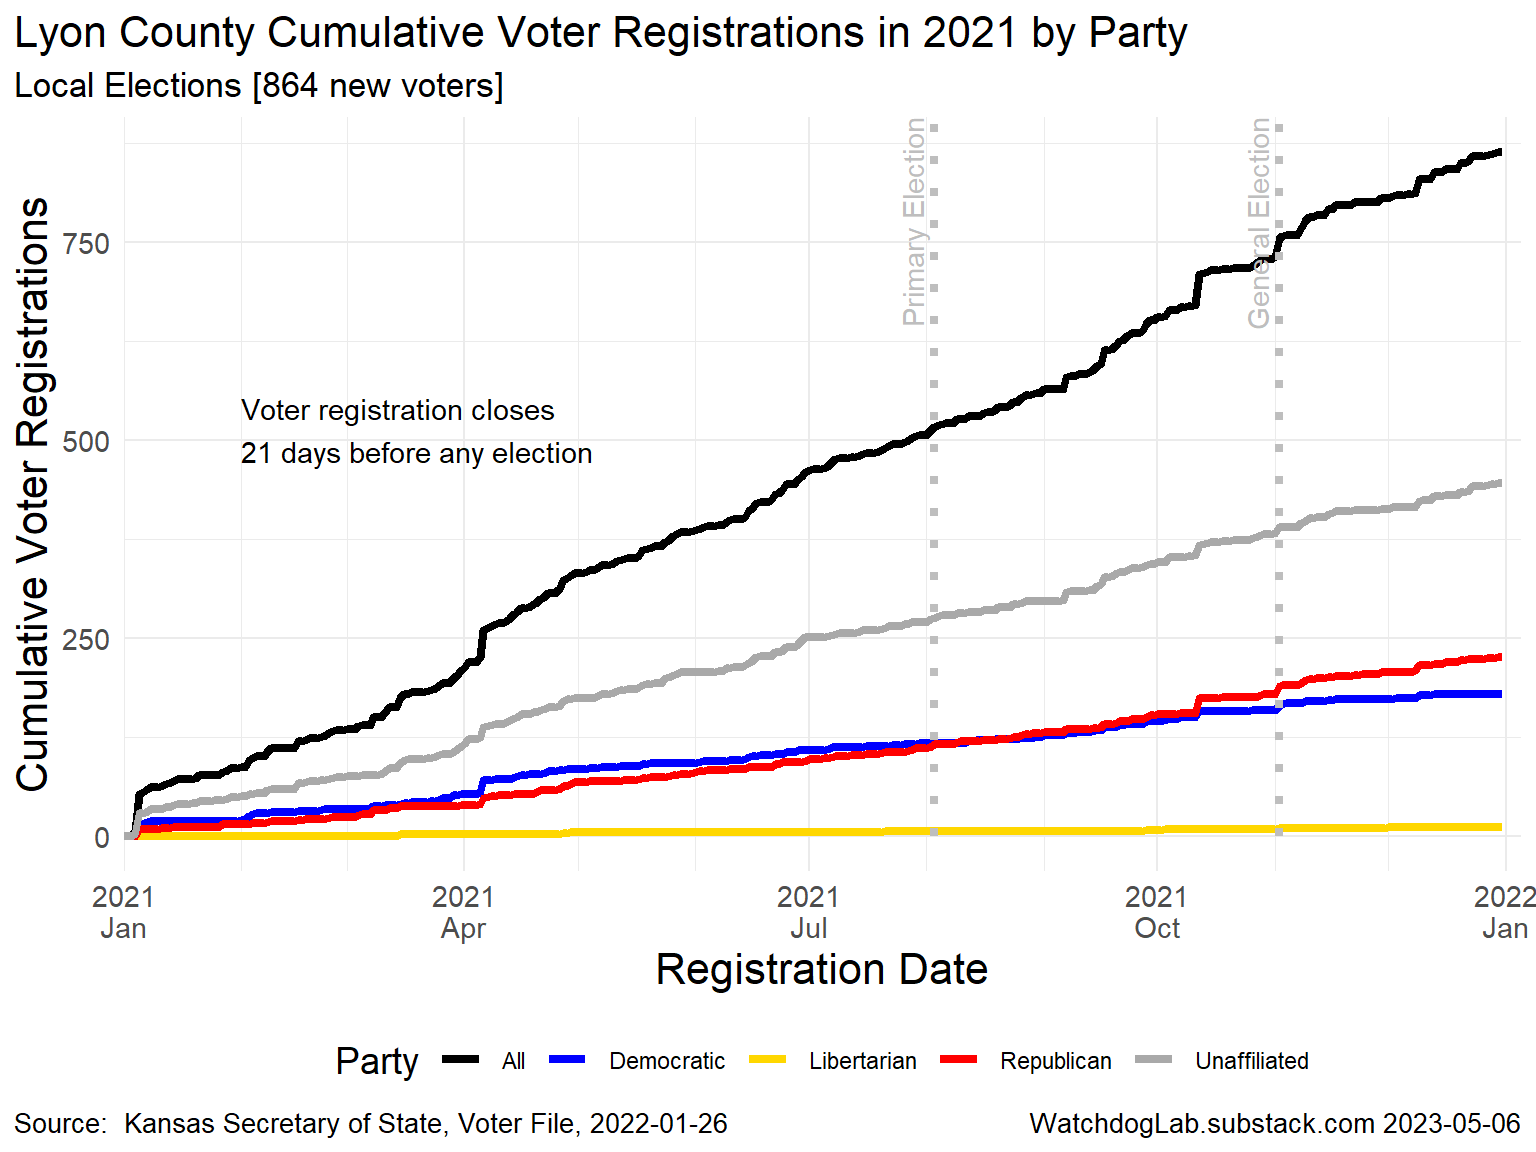 Lyon County Cumulative Voter Registrations in 2021 by Party
Local Elections [864 new voters]
Cumulative Voter Registrations
750
500
250
0
Primary Election
General Election
Voter registration closes
21 days before any election
2021 2021 2021 2021 2022
Jan Apr Jul Oct Jan
Registration Date
Party All Democratic Libertarian Republican Unaffiliated
Source:  Kansas Secretary of State, Voter File, 2022-01-26
WatchdogLab.substack.com 2023-05-06